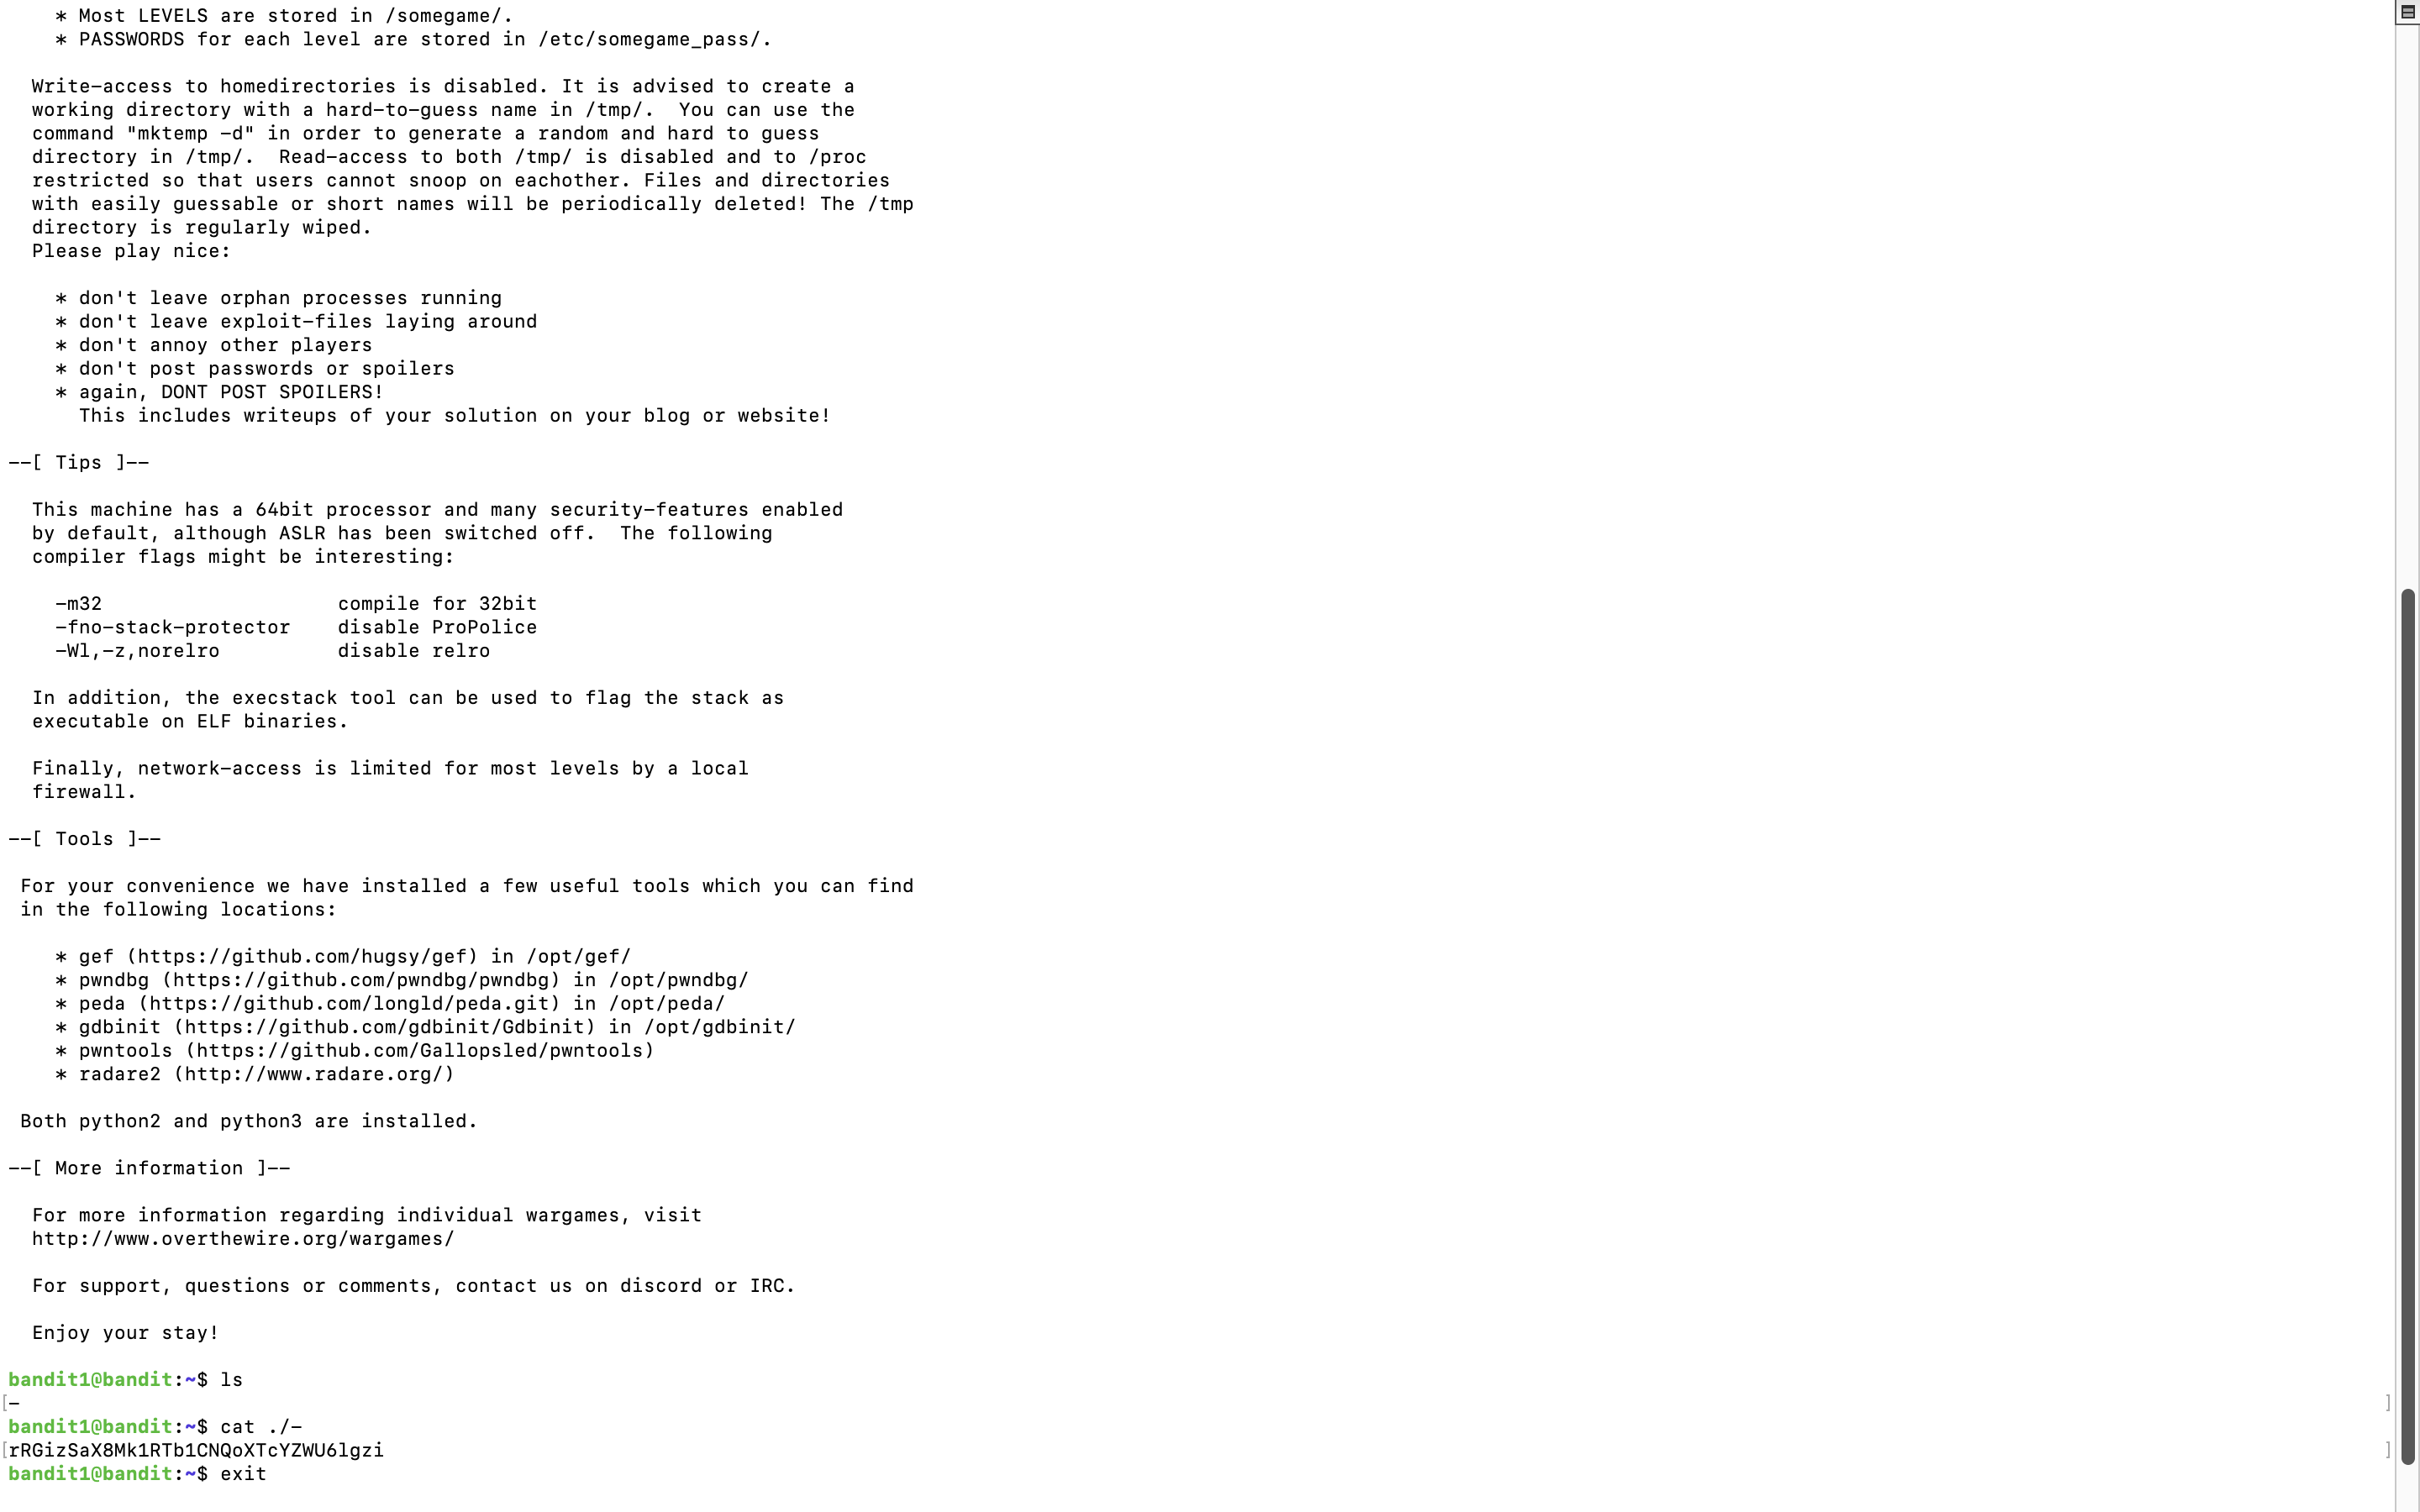 * Most LEVELS are stored in /somegame/.
* PASSWORDS for each level are stored in /etc/somegame_pass/.
Write-access to homedirectories is disabled. It is advised to create a
working directory with a hard-to-guess name in /tmp/.  You can use the
command "mktemp -d" in order to generate a random and hard to guess
directory in /tmp/.  Read-access to both /tmp/ is disabled and to /proc
restricted so that users cannot snoop on eachother. Files and directories
with easily guessable or short names will be periodically deleted! The /tmp
directory is regularly wiped.
Please play nice:
* don't leave orphan processes running
* don't leave exploit-files laying around
* don't annoy other players
* don't post passwords or spoilers
* again, DONT POST SPOILERS!
This includes writeups of your solution on your blog or website!
--[ Tips ]--
This machine has a 64bit processor and many security-features enabled
by default, although ASLR has been switched off.  The following
compiler flags might be interesting:
-m32                    compile for 32bit
-fno-stack-protector    disable ProPolice
-Wl,-z,norelro          disable relro
In addition, the execstack tool can be used to flag the stack as
executable on ELF binaries.
Finally, network-access is limited for most levels by a local
firewall.
--[ Tools ]--
For your convenience we have installed a few useful tools which you can find
in the following locations:
* gef (https://github.com/hugsy/gef) in /opt/gef/
* pwndbg (https://github.com/pwndbg/pwndbg) in /opt/pwndbg/
* peda (https://github.com/longld/peda.git) in /opt/peda/
* gdbinit (https://github.com/gdbinit/Gdbinit) in /opt/gdbinit/
* pwntools (https://github.com/Gallopsled/pwntools)
* radare2 (http://www.radare.org/)
Both python2 and python3 are installed.
--[ More information ]--
For more information regarding individual wargames, visit
http://www.overthewire.org/wargames/
For support, questions or comments, contact us on discord or IRC.
Enjoy your stay!
bandit1@bandit:~$ ls
[- ]
bandit1@bandit:~$ cat ./-
[rRGizSaX8Mk1RTb1CNQoXTcYZWU6lgzi ]
bandit1@bandit:~$ exit